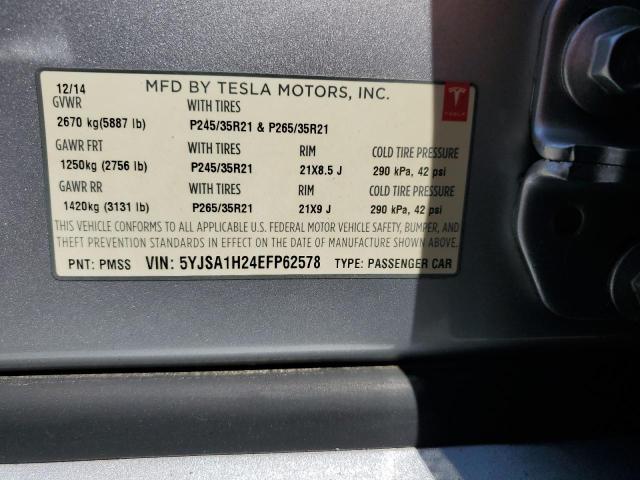 12/14 MFD BY TESLA MOTORS, INC.
GVWR WITH TIRES
2670 kg(5887 lb) P245/35R21 & P265/35R21
GAWR FRT WITH TIRES RIM COLD TIRE PRESSURE
1250kg (2756 lb) P245/35R21 21X8.5 J 290 kPa, 42 psi
GAWR RR WITH TIRES RIM COLD TIRE PRESSURE
1420kg (3131 lb) P265/35R21 21X9 J 290 kPa, 42 psi
THIS VEHICLE CONFORMS TO ALL APPLICABLE U.S. FEDERAL MOTOR VEHICLE SAFETY, BUMPER, AND
THEFT PREVENTION STANDARDS IN EFFECT ON THE DATE OF MANUFACTURE SHOWN ABOVE.
PNT: PMSS VIN: 5YJSA1H24EFP62578 TYPE: PASSENGER CAR